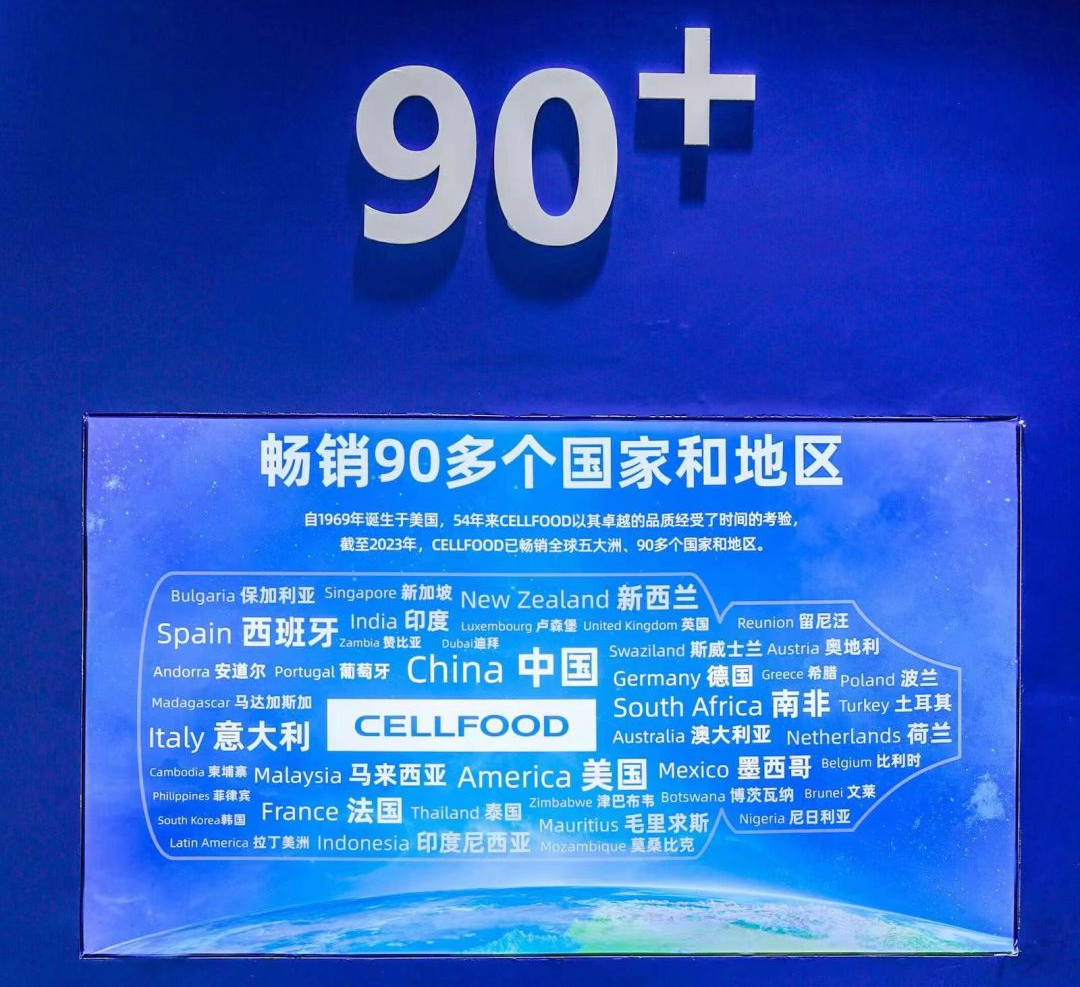 90+
畅销90多个国家和地区
自1969年诞生于美国，54年来CELLFOOD以其卓越的品质经受了时间的考验，
截至2023年，CELLFOOD已畅销全球五大洲、90多个国家和地区。
Bulgaria 保加利亚 Singapore 新加坡 New Zealand 新西兰
Spain 西班牙 India 印度 Luxembourg 卢森堡 United Kingdom 英国 Reunion 留尼汪
Zambia 赞比亚 Dubai迪拜
Andorra 安道尔 Portugal 葡萄牙 China 中国 Swaziland 斯威士兰 Austria 奥地利
Germany 德国 Greece 希腊 Poland 波兰
Madagascar 马达加斯加 South Africa 南非 Turkey 土耳其
Italy 意大利 CELLFOOD Australia 澳大利亚 Netherlands 荷兰
Cambodia 柬埔寨 Malaysia 马来西亚 America 美国 Mexico 墨西哥 Belgium 比利时
Philippines 菲律宾 Zimbabwe 津巴布韦 Botswana 博茨瓦纳 Brunei 文莱
South Korea韩国 France 法国 Thailand 泰国 Mauritius 毛里求斯 Nigeria 尼日利亚
Latin America 拉丁美洲 Indonesia 印度尼西亚 Mozambique 莫桑比克